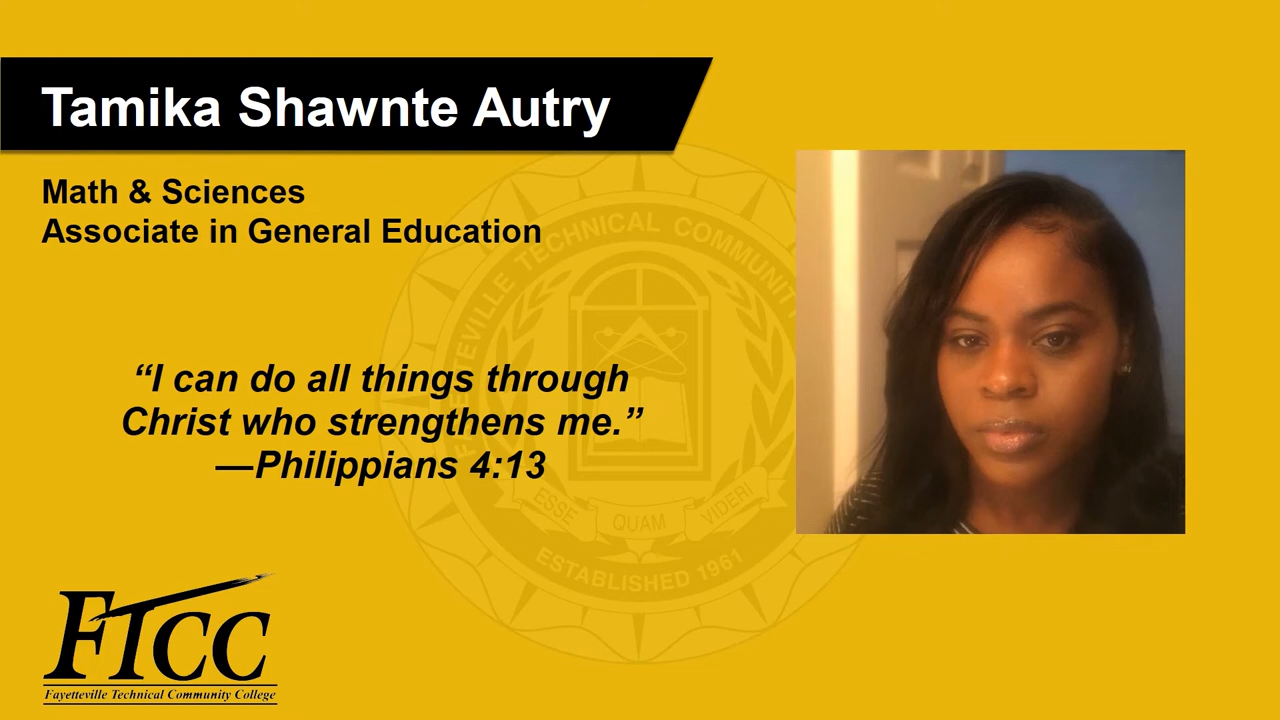 Tamika Shawnte Autry
Math & Sciences
Associate in General Education
“I can do all things through
Christ who strengthens me.”
—Philippians 4:13
FAYETTEVILLE TECHNICAL COMMUNITY
ESSE QUAM VIDERI
ESTABLISHED 1961
FTCC
Fayetteville Technical Community College